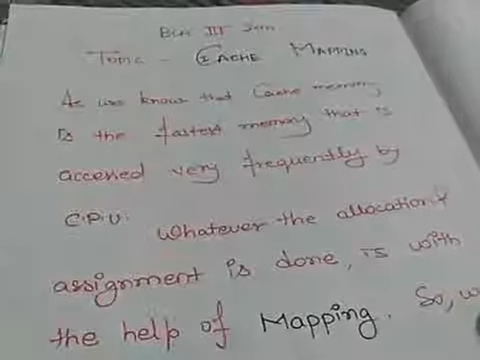 BCA III Sem
Topic - CACHE MAPPING
As we know that Cache memory
is the fastest memory that is
accessed very frequently by
C.P.U. Whatever the allocation &
assignment is done, is with
the help of Mapping. So,